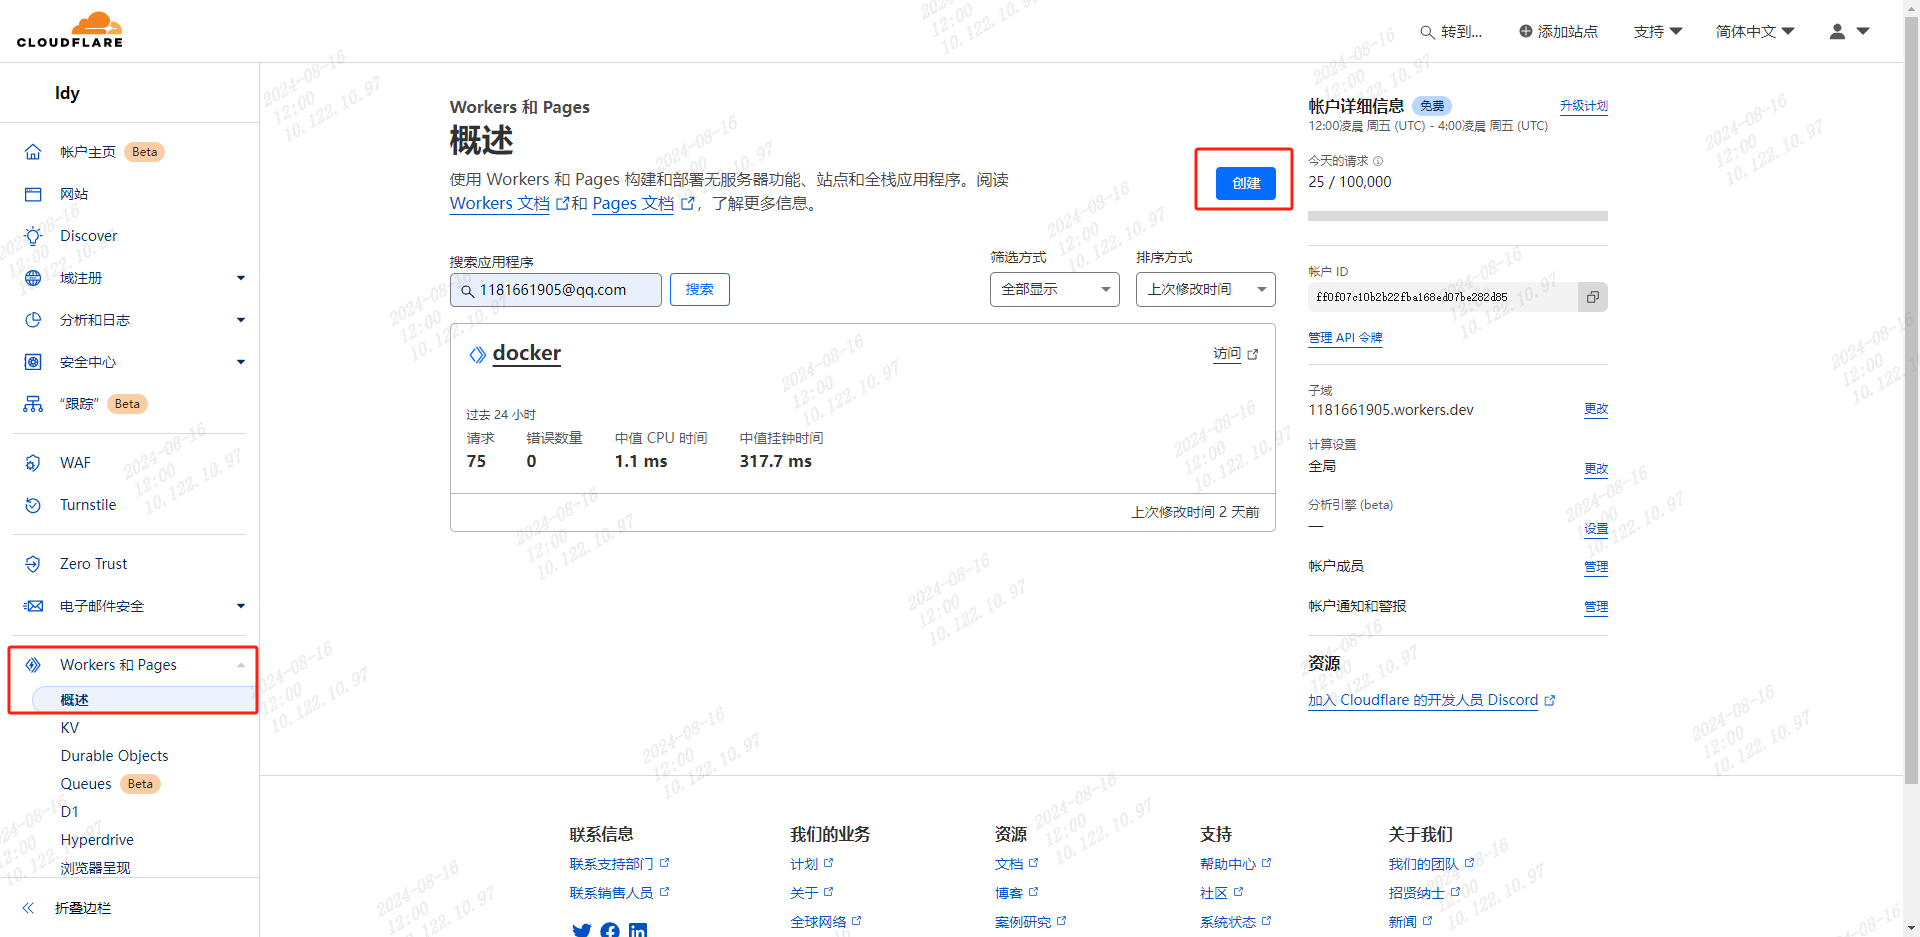 CLOUDFLARE
转到...
添加站点
支持
简体中文
ldy
帐户主页 Beta
网站
Discover
域注册
分析和日志
安全中心
“跟踪” Beta
WAF
Turnstile
Zero Trust
电子邮件安全
Workers 和 Pages
概述
KV
Durable Objects
Queues Beta
D1
Hyperdrive
浏览器呈现
折叠边栏
Workers 和 Pages
概述
使用 Workers 和 Pages 构建和部署无服务器功能、站点和全栈应用程序。阅读
Workers 文档 和 Pages 文档 ，了解更多信息。
创建
搜索应用程序
1181661905@qq.com
搜索
筛选方式
全部显示
排序方式
上次修改时间
docker
访问
过去 24 小时
请求 错误数量 中值 CPU 时间 中值挂钟时间
75 0 1.1 ms 317.7 ms
上次修改时间 2 天前
帐户详细信息 免费 升级计划
12:00凌晨 周五 (UTC) - 4:00凌晨 周五 (UTC)
今天的请求
25 / 100,000
帐户 ID
ff0f07c10b2b22fba168ed07be282d85
管理 API 令牌
子域
1181661905.workers.dev 更改
计算设置
全局 更改
分析引擎 (beta)
— 设置
帐户成员 管理
帐户通知和警报 管理
资源
加入 Cloudflare 的开发人员 Discord
联系信息
联系支持部门
联系销售人员
我们的业务
计划
关于
全球网络
资源
文档
博客
案例研究
支持
帮助中心
社区
系统状态
关于我们
我们的团队
招贤纳士
新闻
2024-08-16
12:00
10.122.10.97